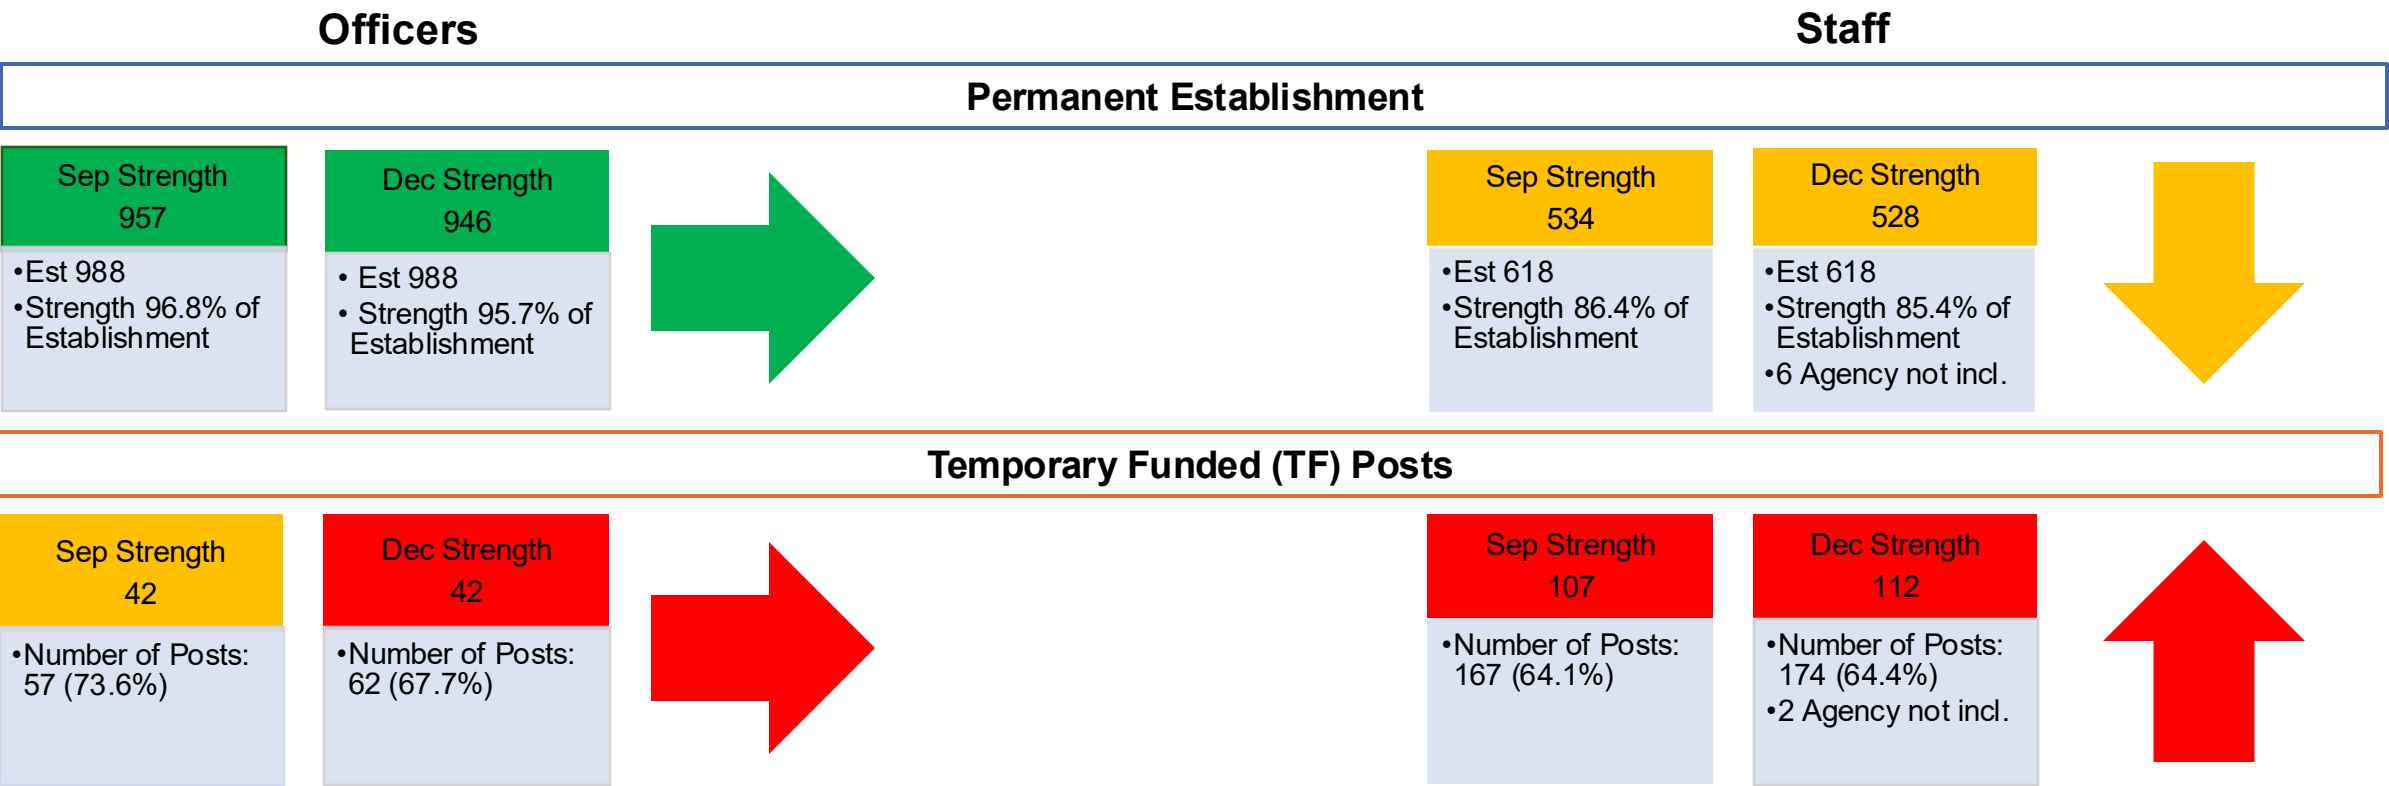 Officers
Staff
Permanent Establishment
Sep Strength
957
•Est 988
•Strength 96.8% of
Establishment
Dec Strength
946
• Est 988
• Strength 95.7% of
Establishment
Sep Strength
534
•Est 618
•Strength 86.4% of
Establishment
Dec Strength
528
•Est 618
•Strength 85.4% of
Establishment
•6 Agency not incl.
Temporary Funded (TF) Posts
Sep Strength
42
•Number of Posts:
57 (73.6%)
Dec Strength
42
•Number of Posts:
62 (67.7%)
Sep Strength
107
•Number of Posts:
167 (64.1%)
Dec Strength
112
•Number of Posts:
174 (64.4%)
•2 Agency not incl.